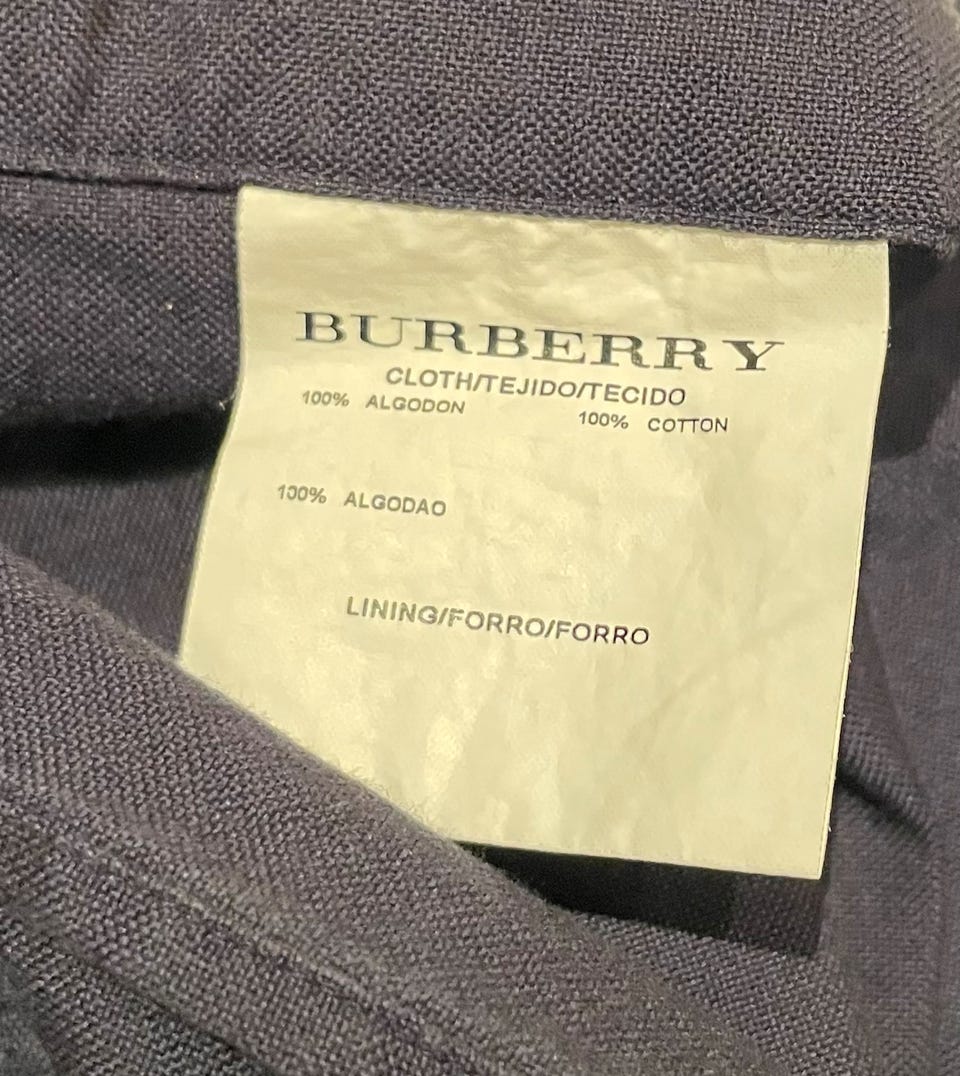 BURBERRY
CLOTH/TEJIDO/TECIDO
100% ALGODON 100% COTTON
100% ALGODAO
LINING/FORRO/FORRO